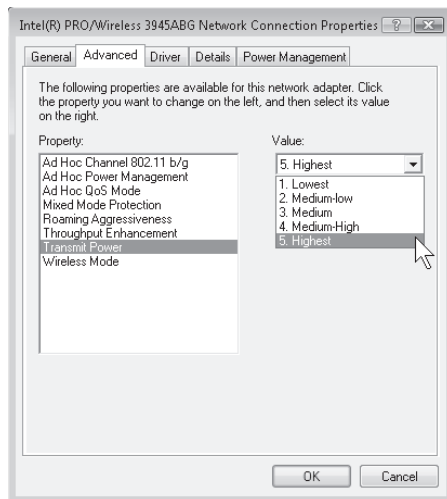 Intel(R) PRO/Wireless 3945ABG Network Connection Properties
General Advanced Driver Details Power Management
The following properties are available for this network adapter. Click
the property you want to change on the left, and then select its value
on the right.
Property:
Ad Hoc Channel 802.11 b/g
Ad Hoc Power Management
Ad Hoc QoS Mode
Mixed Mode Protection
Roaming Aggressiveness
Throughput Enhancement
Transmit Power
Wireless Mode
Value:
5. Highest
1. Lowest
2. Medium-low
3. Medium
4. Medium-High
5. Highest
OK Cancel